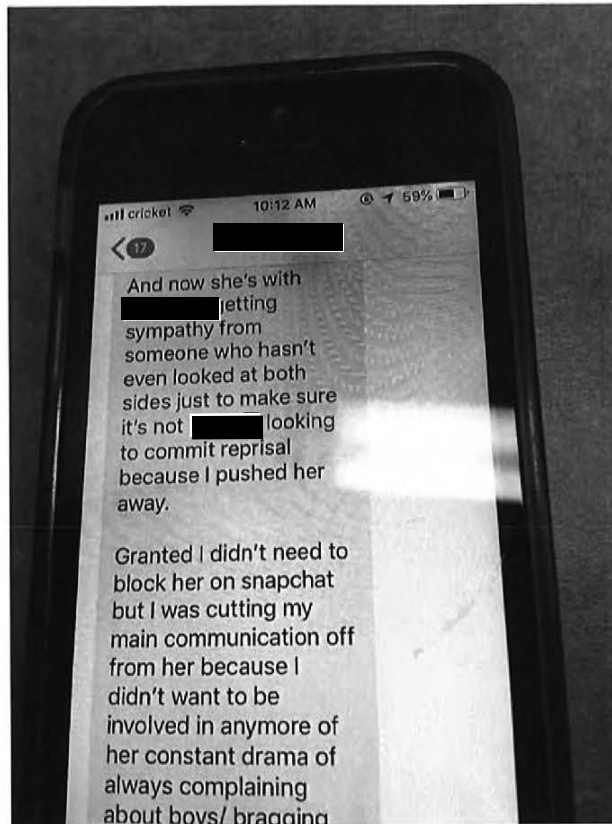 cricket 10:12 AM 59%
17
And now she's with
etting
sympathy from
someone who hasn't
even looked at both
sides just to make sure
it's not looking
to commit reprisal
because I pushed her
away.
Granted I didn't need to
block her on snapchat
but I was cutting my
main communication off
from her because I
didn't want to be
involved in anymore of
her constant drama of
always complaining
about boys/ bragging